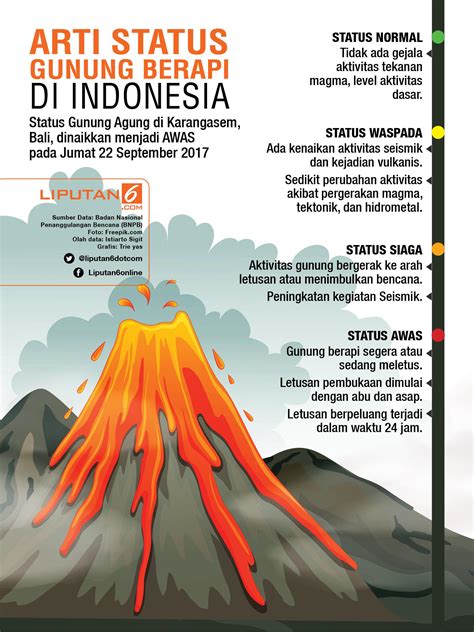 ARTI STATUS
GUNUNG BERAPI
DI INDONESIA
Status Gunung Agung di Karangasem,
Bali, dinaikkan menjadi AWAS
pada Jumat 22 September 2017
LIPUTAN6
.COM
Sumber Data: Badan Nasional
Penanggulangan Bencana (BNPB)
Foto: Freepik.com
Olah data: Istiarto Sigit
Grafis: Trie yas
@liputan6dotcom
Liputan6online
STATUS NORMAL
Tidak ada gejala
aktivitas tekanan
magma, level aktivitas
dasar.
STATUS WASPADA
Ada kenaikan aktivitas seismik
dan kejadian vulkanis.
Sedikit perubahan aktivitas
akibat pergerakan magma,
tektonik, dan hidrometal.
STATUS SIAGA
Aktivitas gunung bergerak ke arah
letusan atau menimbulkan bencana.
Peningkatan kegiatan Seismik.
STATUS AWAS
Gunung berapi segera atau
sedang meletus.
Letusan pembukaan dimulai
dengan abu dan asap.
Letusan berpeluang terjadi
dalam waktu 24 jam.